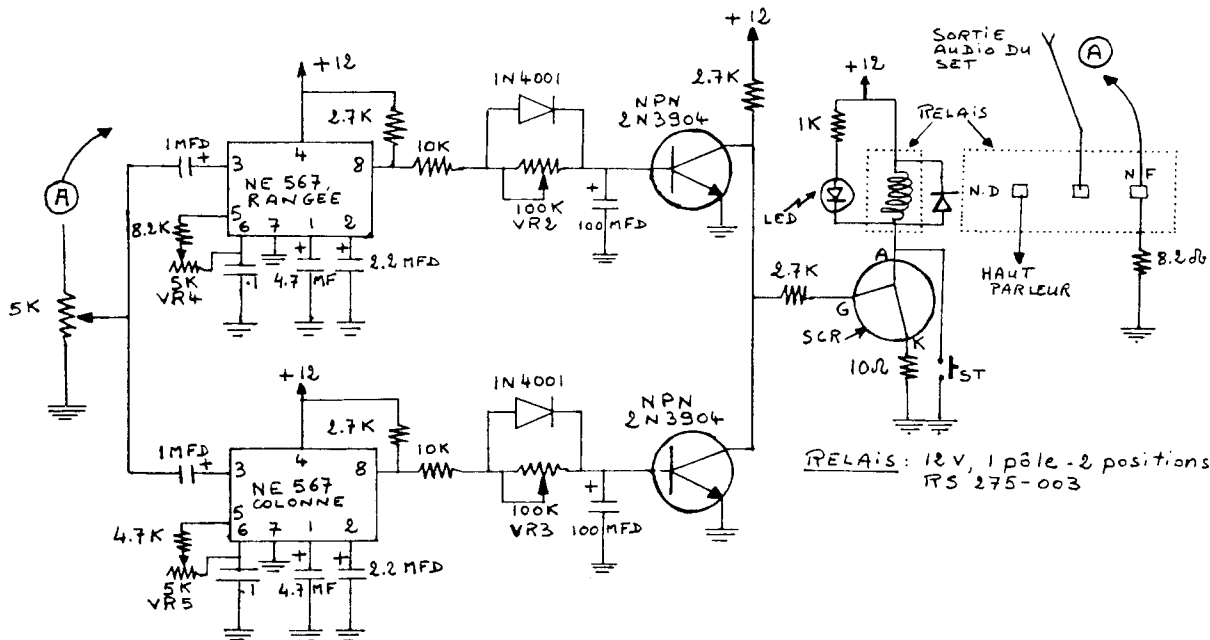 +12
SORTIE
AUDIO DU
SET
A
+12
+12
1N4001
NPN
2N3904
2.7K
RELAIS
1K
2.7K
1MFD
+
3
4
8
NE 567,
RANGÉE
5
6
7
1
2
10K
100K
VR2
+
100MFD
LED
N.D
N F
A
8.2K
5K
VR4
.1
+
4.7 MF
+
2.2 MFD
HAUT
PARLEUR
8.2Ω
5K
2.7K
A
G
K
SCR
10Ω
ST
+12
1N4001
NPN
2N3904
2.7K
1MFD
+
3
4
8
NE 567
COLONNE
5
6
7
1
2
10K
100K
VR3
+
100MFD
RELAIS : 12V, 1 pôle - 2 positions
RS 275-003
4.7K
5K
VR5
.1
+
4.7 MF
+
2.2 MFD